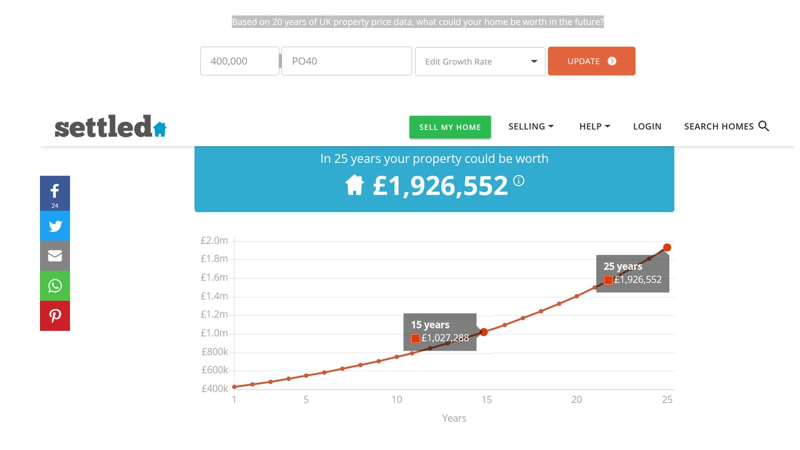 Based on 20 years of UK property price data, what could your home be worth in the future?
400,000 PO40 Edit Growth Rate UPDATE
settled
SELL MY HOME SELLING HELP LOGIN SEARCH HOMES
In 25 years your property could be worth
£1,926,552
24
£2.0m
£1.8m
£1.6m
£1.4m
£1.2m
£1.0m
£800k
£600k
£400k
25 years
£1,926,552
15 years
£1,027,288
1 5 10 15 20 25
Years